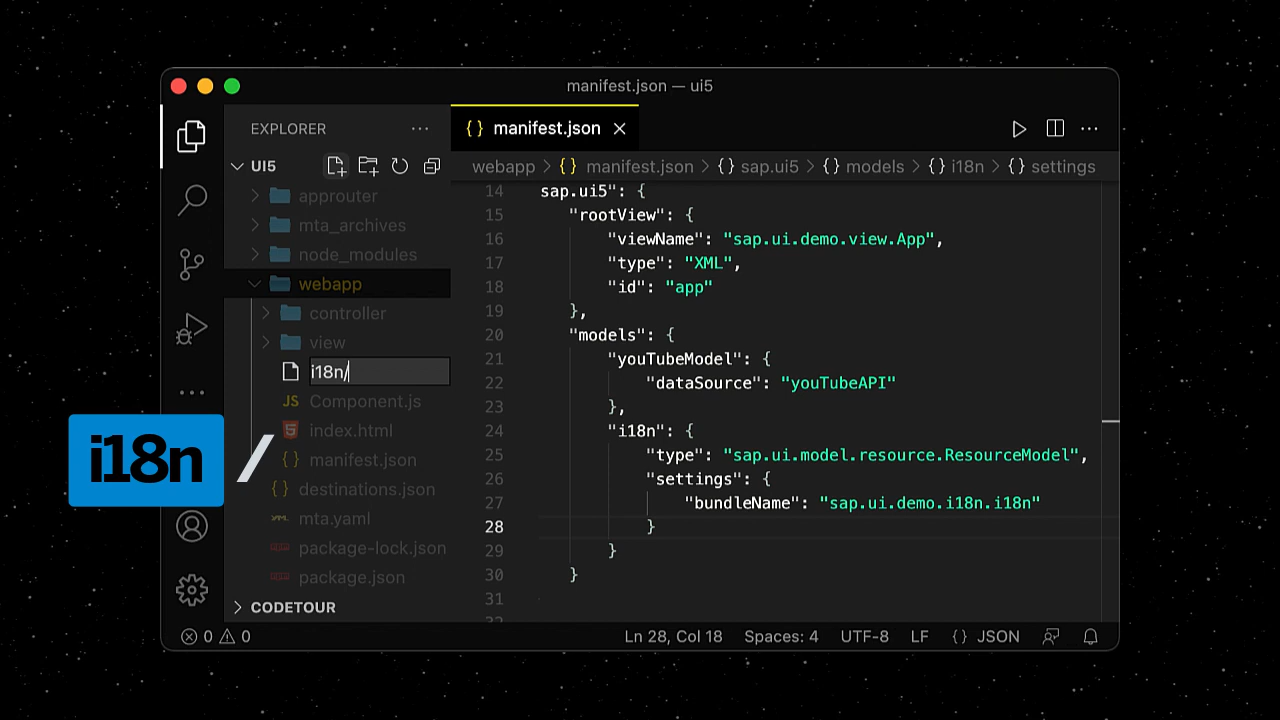 manifest.json — ui5
EXPLORER
UI5
approuter
mta_archives
node_modules
webapp
controller
view
i18n/
JS Component.js
index.html
{} manifest.json
{} destinations.json
mta.yaml
package-lock.json
package.json
CODETOUR
i18n /
{} manifest.json
webapp > {} manifest.json > {} sap.ui5 > {} models > {} i18n > {} settings
14 sap.ui5": {
15 "rootView": {
16 "viewName": "sap.ui.demo.view.App",
17 "type": "XML",
18 "id": "app"
19 },
20 "models": {
21 "youTubeModel": {
22 "dataSource": "youTubeAPI"
23 },
24 "i18n": {
25 "type": "sap.ui.model.resource.ResourceModel",
26 "settings": {
27 "bundleName": "sap.ui.demo.i18n.i18n"
28 }
29 }
30 }
31
0 0 Ln 28, Col 18 Spaces: 4 UTF-8 LF {} JSON